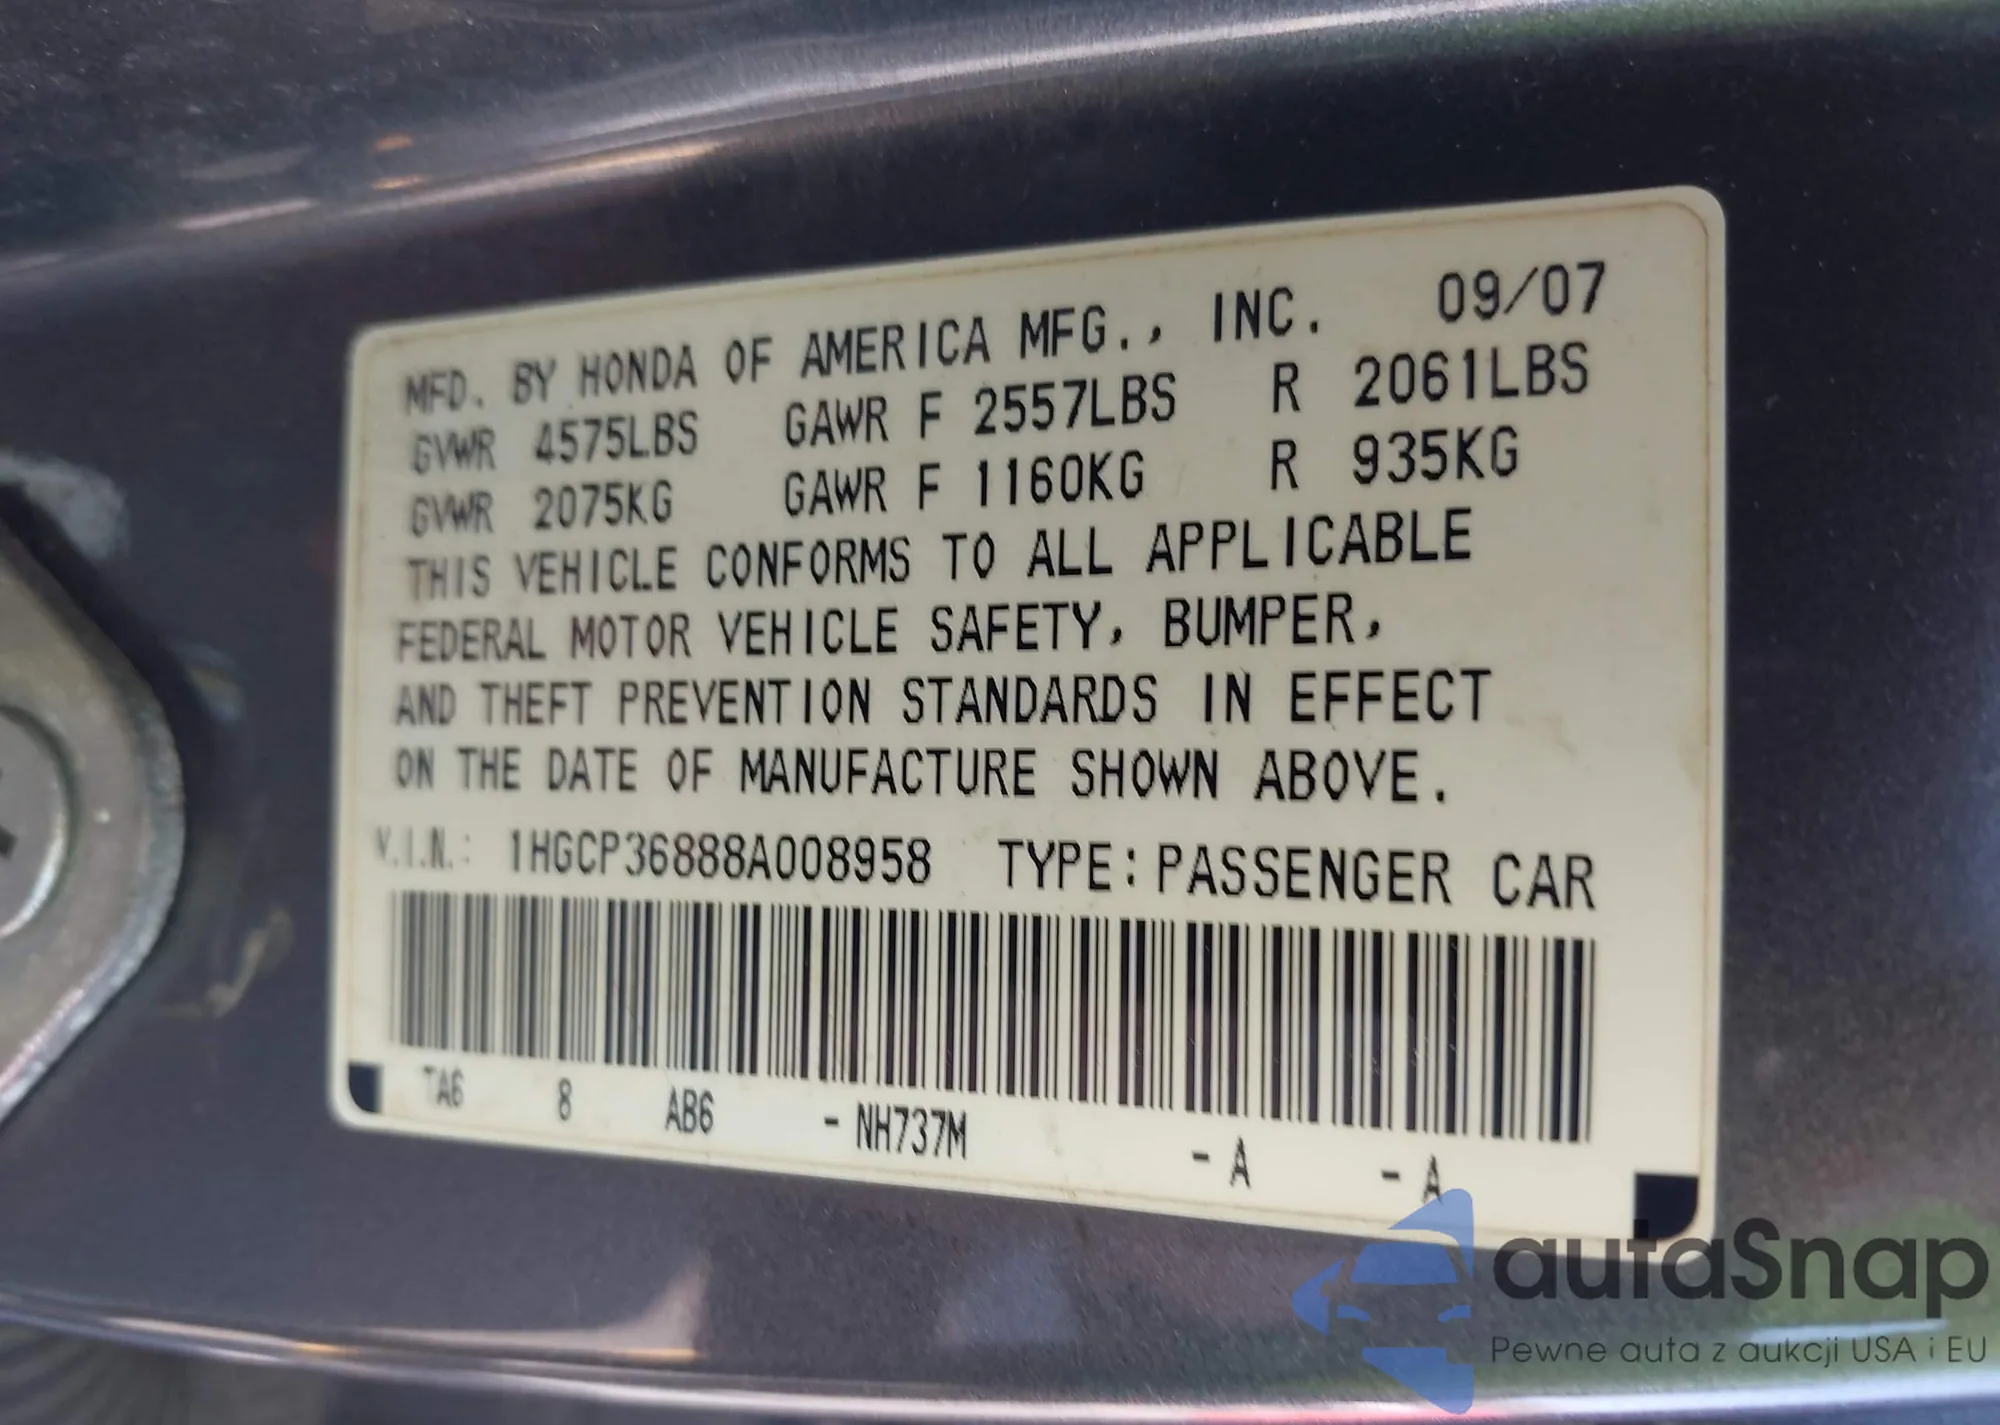 MFD. BY HONDA OF AMERICA MFG., INC. 09/07
GVWR 4575LBS GAWR F 2557LBS R 2061LBS
GVWR 2075KG GAWR F 1160KG R 935KG
THIS VEHICLE CONFORMS TO ALL APPLICABLE
FEDERAL MOTOR VEHICLE SAFETY, BUMPER,
AND THEFT PREVENTION STANDARDS IN EFFECT
ON THE DATE OF MANUFACTURE SHOWN ABOVE.
V.I.N.: 1HGCP36888A008958 TYPE: PASSENGER CAR
TA6 8 AB6 - NH737M - A - A
autaSnap
Pewne auta z aukcji USA i EU